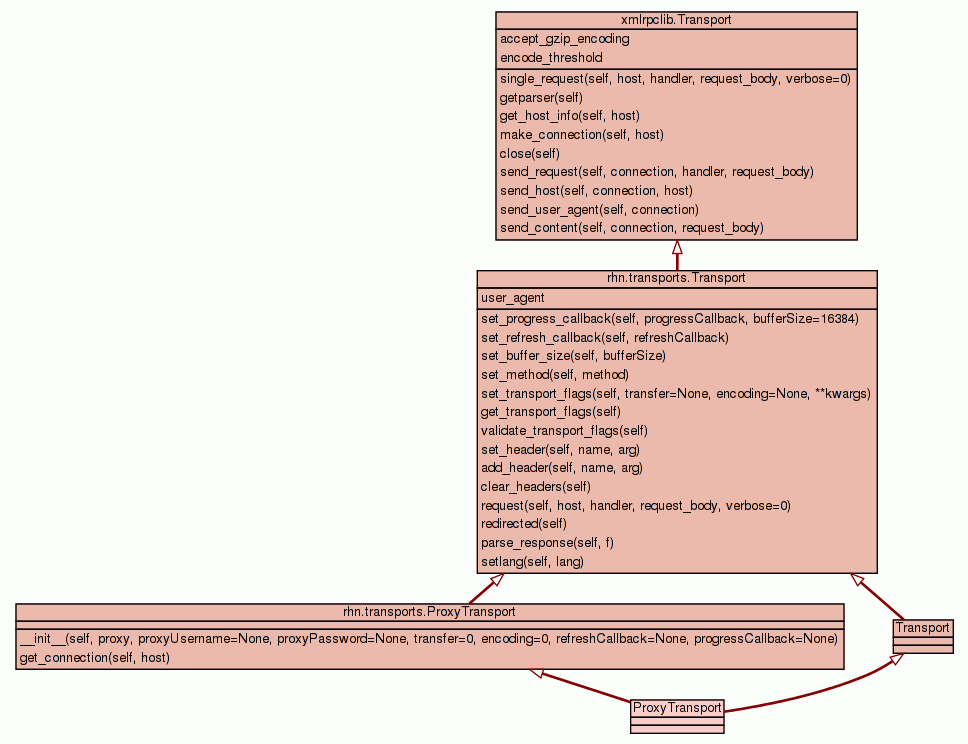 xmlrpclib.Transport
accept_gzip_encoding
encode_threshold
single_request(self, host, handler, request_body, verbose=0)
getparser(self)
get_host_info(self, host)
make_connection(self, host)
close(self)
send_request(self, connection, handler, request_body)
send_host(self, connection, host)
send_user_agent(self, connection)
send_content(self, connection, request_body)
rhn.transports.Transport
user_agent
set_progress_callback(self, progressCallback, bufferSize=16384)
set_refresh_callback(self, refreshCallback)
set_buffer_size(self, bufferSize)
set_method(self, method)
set_transport_flags(self, transfer=None, encoding=None, **kwargs)
get_transport_flags(self)
validate_transport_flags(self)
set_header(self, name, arg)
add_header(self, name, arg)
clear_headers(self)
request(self, host, handler, request_body, verbose=0)
redirected(self)
parse_response(self, f)
setlang(self, lang)
rhn.transports.ProxyTransport
__init__(self, proxy, proxyUsername=None, proxyPassword=None, transfer=0, encoding=0, refreshCallback=None, progressCallback=None)
get_connection(self, host)
Transport
ProxyTransport